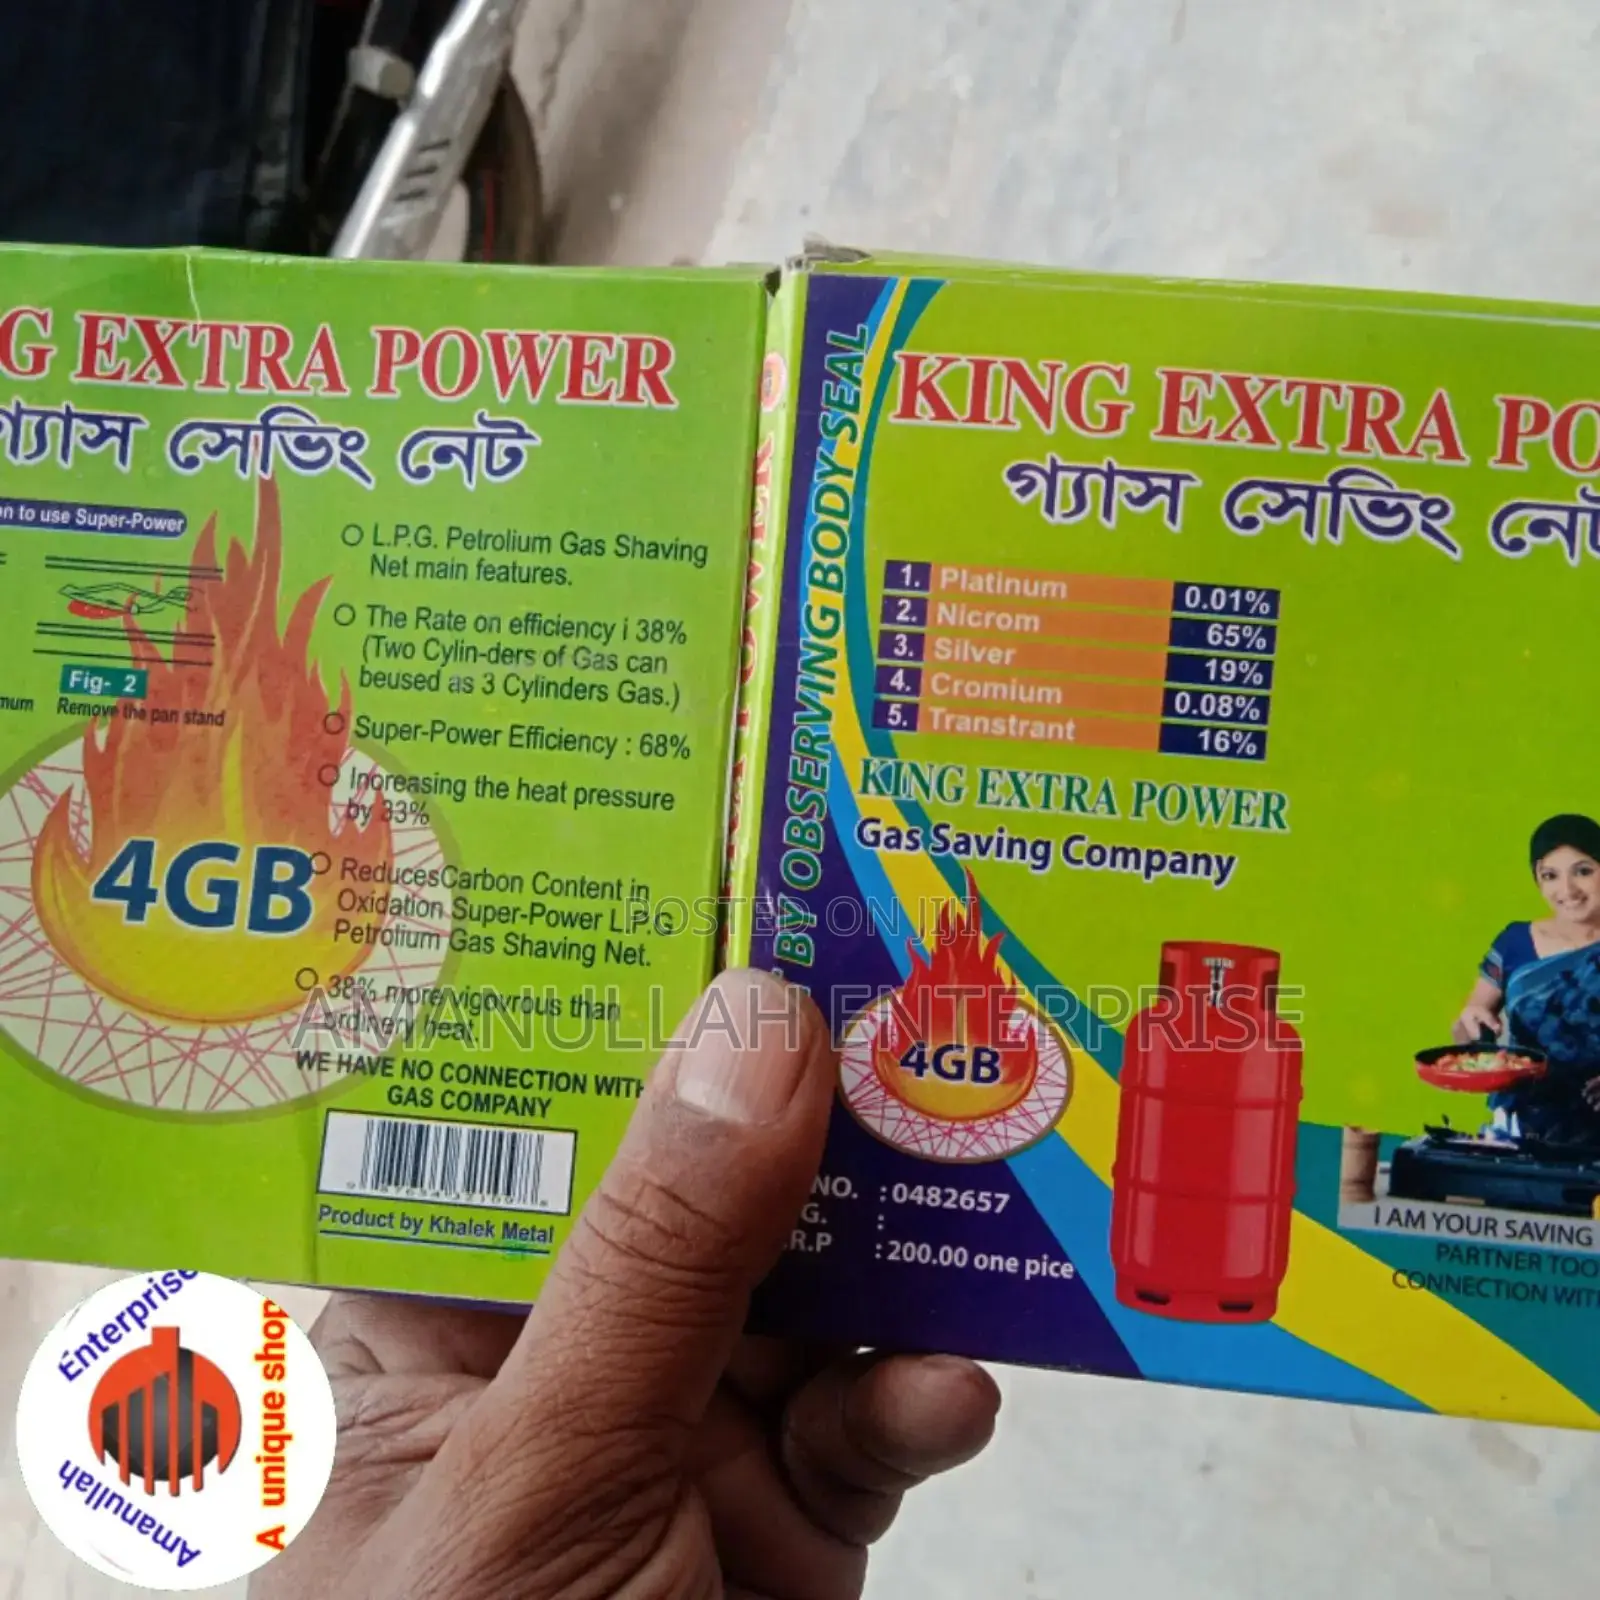 G EXTRA POWER
গ্যাস সেভিং নেট
n to use Super-Power
Fig- 2
mum Remove the pan stand
4GB
L.P.G. Petrolium Gas Shaving
Net main features.
The Rate on efficiency i 38%
(Two Cylin-ders of Gas can
beused as 3 Cylinders Gas.)
Super-Power Efficiency : 68%
Increasing the heat pressure
by 33%
ReducesCarbon Content in
Oxidation Super-Power L.P.G
Petrolium Gas Shaving Net.
38% more vigovrous than
ordinery heat.
WE HAVE NO CONNECTION WITH
GAS COMPANY
Product by Khalek Metal
BY OBSERVING BODY SEAL
KING EXTRA PO
গ্যাস সেভিং নেট
1. Platinum 0.01%
2. Nicrom 65%
3. Silver 19%
4. Cromium 0.08%
5. Transtrant 16%
KING EXTRA POWER
Gas Saving Company
4GB
NO. : 0482657
G. :
.R.P : 200.00 one pice
I AM YOUR SAVING
PARTNER TOO
CONNECTION WITH
POSTED ON JIJI
AMANULLAH ENTERPRISE
Enterprise
Amanullah
A unique shop